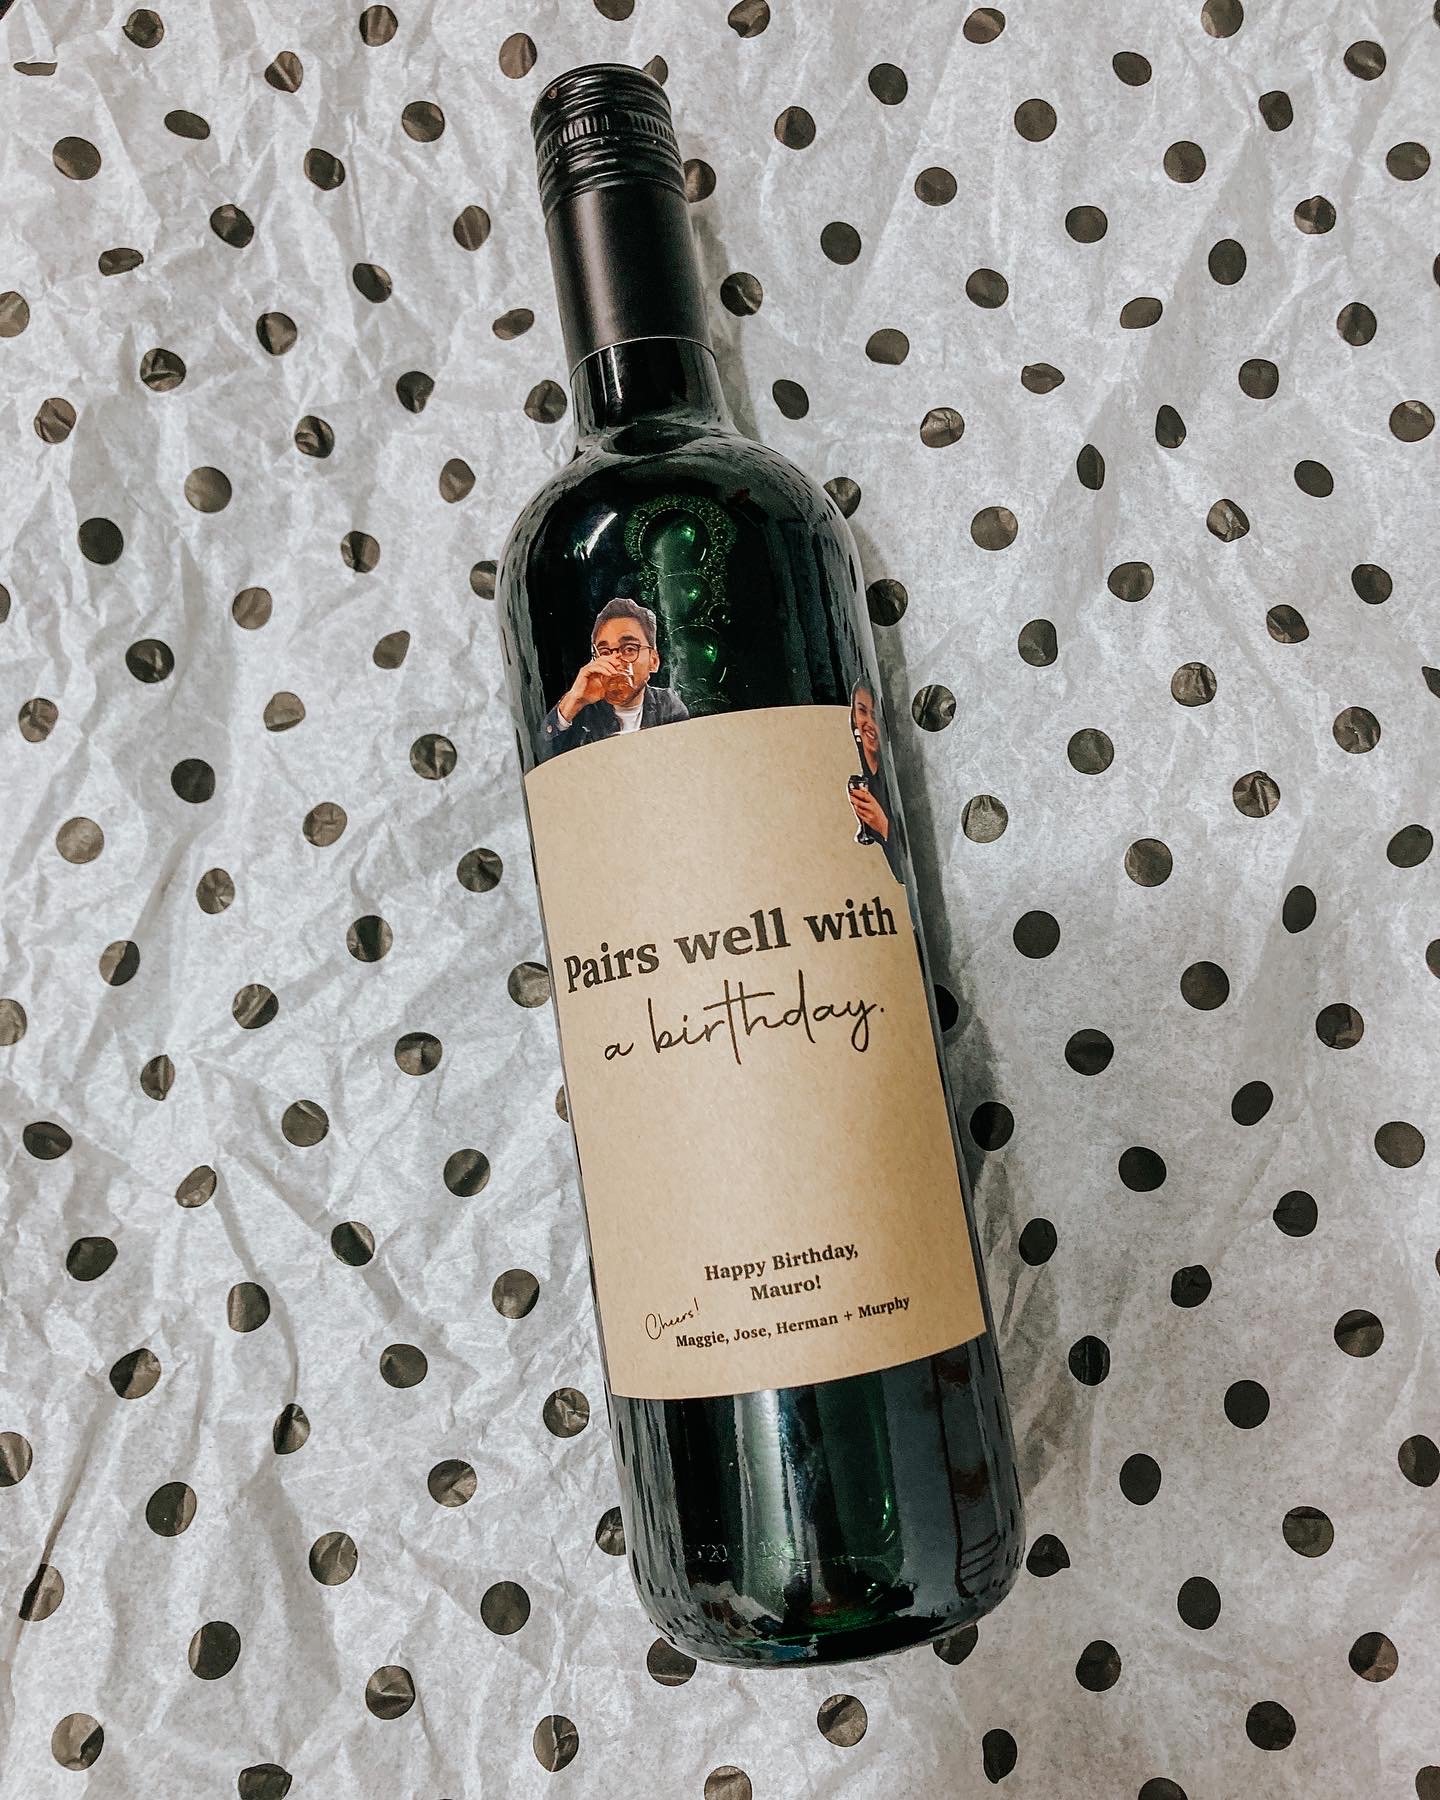 Pairs well with
a birthday.
Happy Birthday,
Mauro!
Cheers!
Maggie, Jose, Herman + Murphy